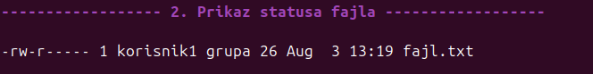 ------------------ 2. Prikaz statusa fajla ------------------
-rw-r----- 1 korisnik1 grupa 26 Aug  3 13:19 fajl.txt